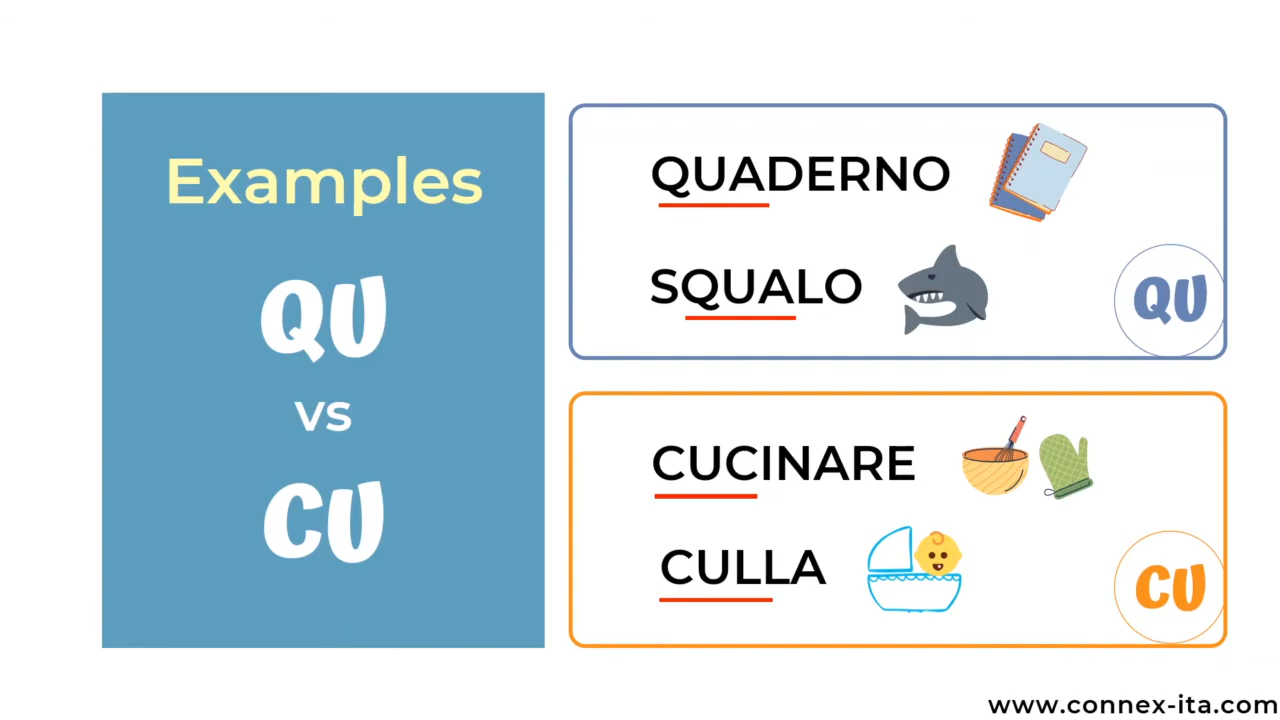 Examples
QU
vs
CU
QUADERNO
SQUALO
QU
CUCINARE
CULLA
CU
www.connex-ita.com